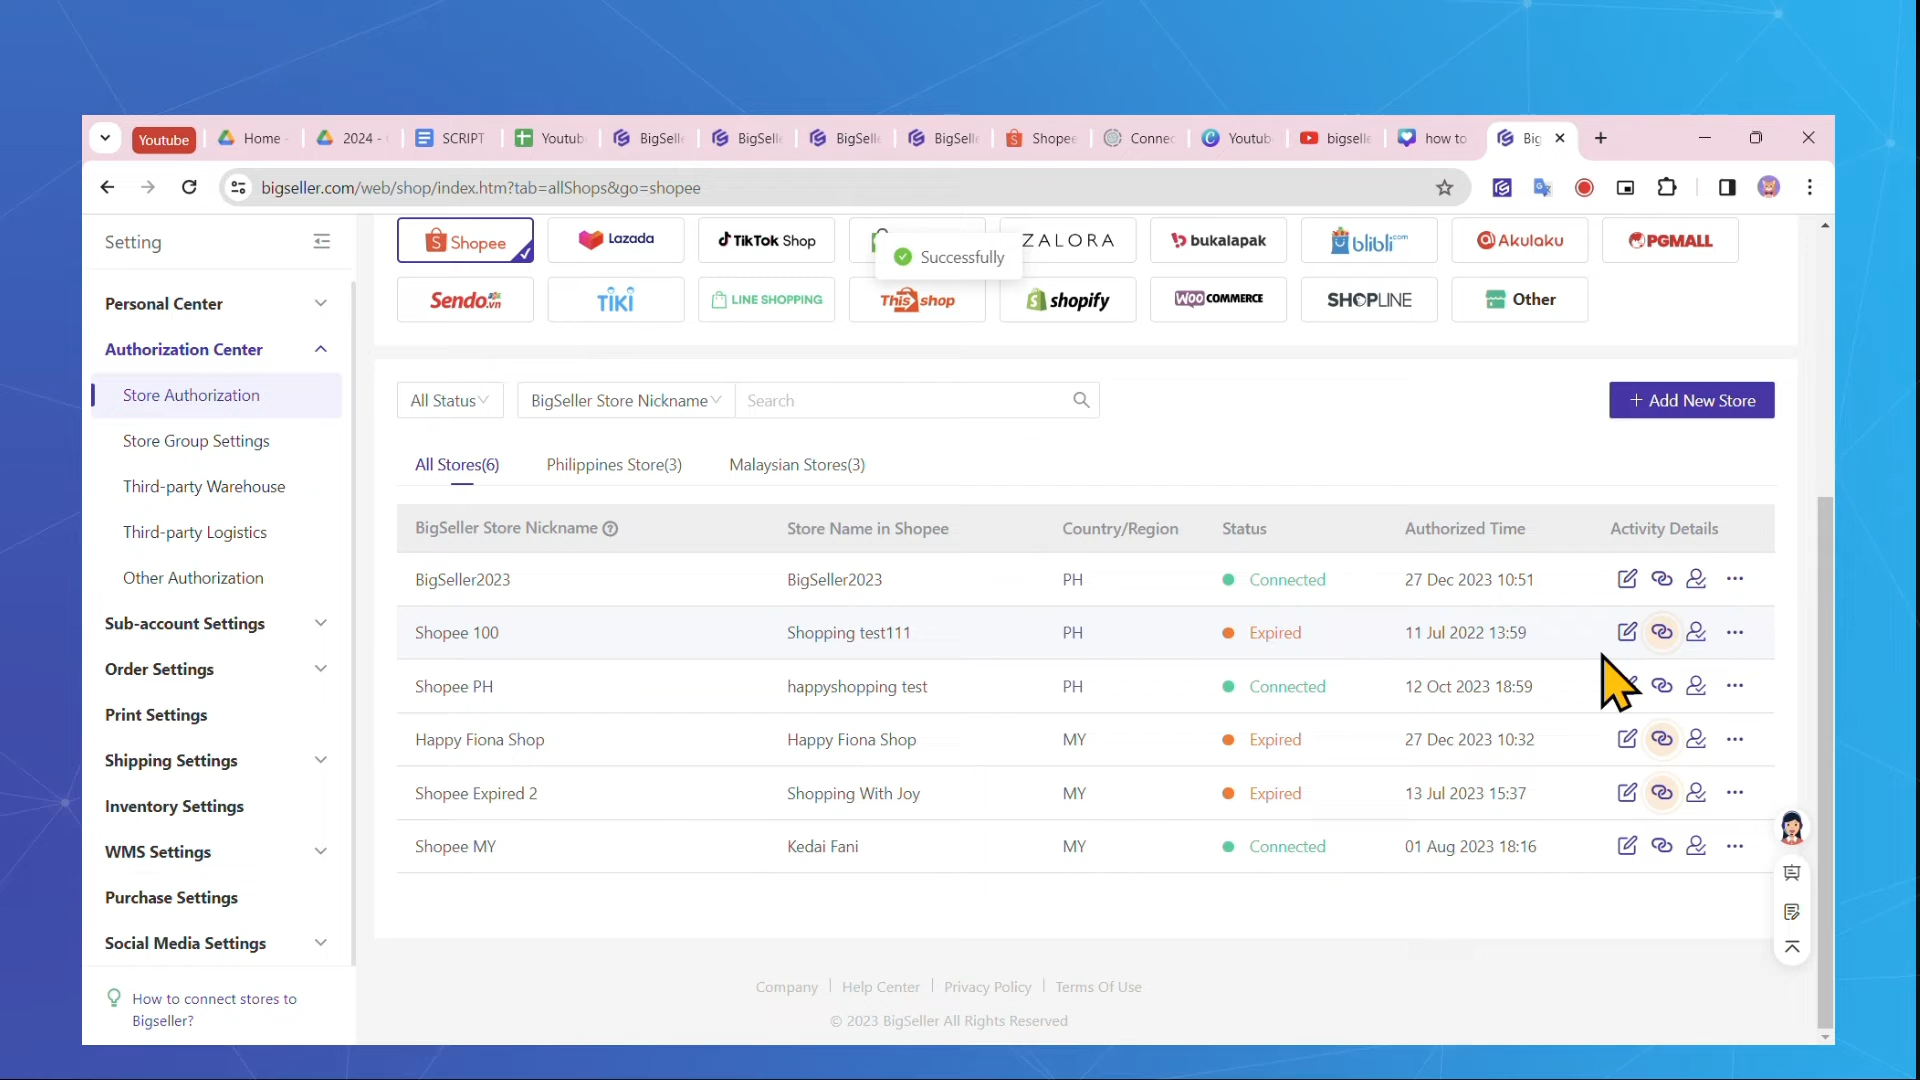 Youtube
Home
2024 -
SCRIPT
Youtub
BigSelle
BigSelle
BigSelle
BigSelle
Shopee
Connec
Youtub
bigselle
how to
Big
bigseller.com/web/shop/index.htm?tab=allShops&go=shopee
Setting
Personal Center
Authorization Center
Store Authorization
Store Group Settings
Third-party Warehouse
Third-party Logistics
Other Authorization
Sub-account Settings
Order Settings
Print Settings
Shipping Settings
Inventory Settings
WMS Settings
Purchase Settings
Social Media Settings
How to connect stores to
Bigseller?
Shopee
Lazada
TikTok Shop
ZALORA
bukalapak
blibli.com
Akulaku
PGMALL
Successfully
Sendo.vn
TIKI
LINE SHOPPING
This shop
shopify
WOO COMMERCE
SHOPLINE
Other
All Status
BigSeller Store Nickname
Search
+ Add New Store
All Stores(6)
Philippines Store(3)
Malaysian Stores(3)
BigSeller Store Nickname
Store Name in Shopee
Country/Region
Status
Authorized Time
Activity Details
BigSeller2023 BigSeller2023 PH Connected 27 Dec 2023 10:51
Shopee 100 Shopping test111 PH Expired 11 Jul 2022 13:59
Shopee PH happyshopping test PH Connected 12 Oct 2023 18:59
Happy Fiona Shop Happy Fiona Shop MY Expired 27 Dec 2023 10:32
Shopee Expired 2 Shopping With Joy MY Expired 13 Jul 2023 15:37
Shopee MY Kedai Fani MY Connected 01 Aug 2023 18:16
Company | Help Center | Privacy Policy | Terms Of Use
© 2023 BigSeller All Rights Reserved